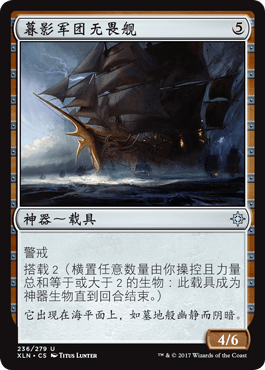 暮影军团无畏舰 5
神器～载具
警戒
搭载2（横置任意数量由你操控且力量
总和等于或大于2的生物：此载具成为
神器生物直到回合结束。）
它出现在海平面上，如墓地般幽静而阴暗。
4/6
236/279 U
XLN • CS Titus Lunter
™ & © 2017 Wizards of the Coast